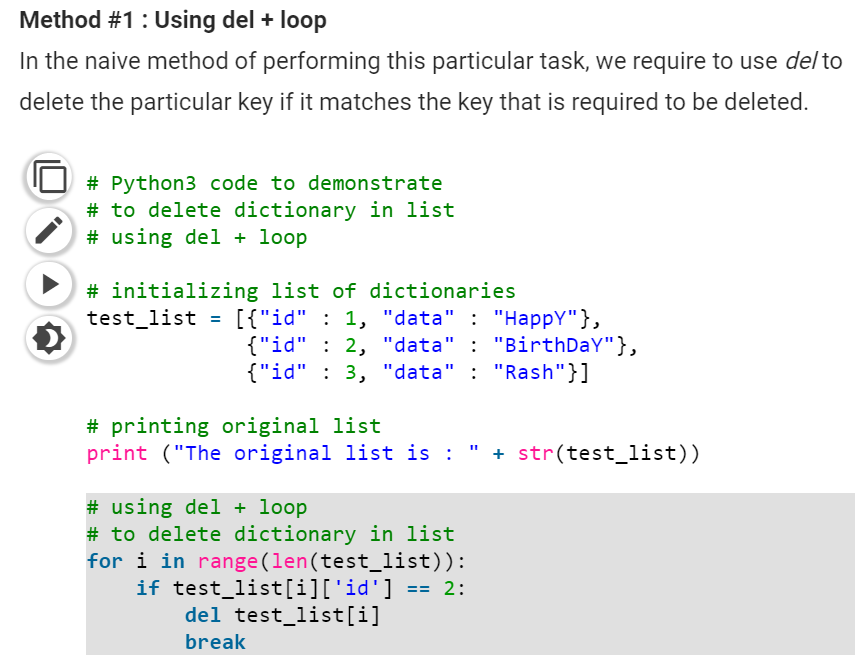 Method #1 : Using del + loop
In the naive method of performing this particular task, we require to use del to
delete the particular key if it matches the key that is required to be deleted.
# Python3 code to demonstrate
# to delete dictionary in list
# using del + loop
# initializing list of dictionaries
test_list = [{"id" : 1, "data" : "HappY"},
             {"id" : 2, "data" : "BirthDaY"},
             {"id" : 3, "data" : "Rash"}]
# printing original list
print ("The original list is : " + str(test_list))
# using del + loop
# to delete dictionary in list
for i in range(len(test_list)):
    if test_list[i]['id'] == 2:
        del test_list[i]
        break